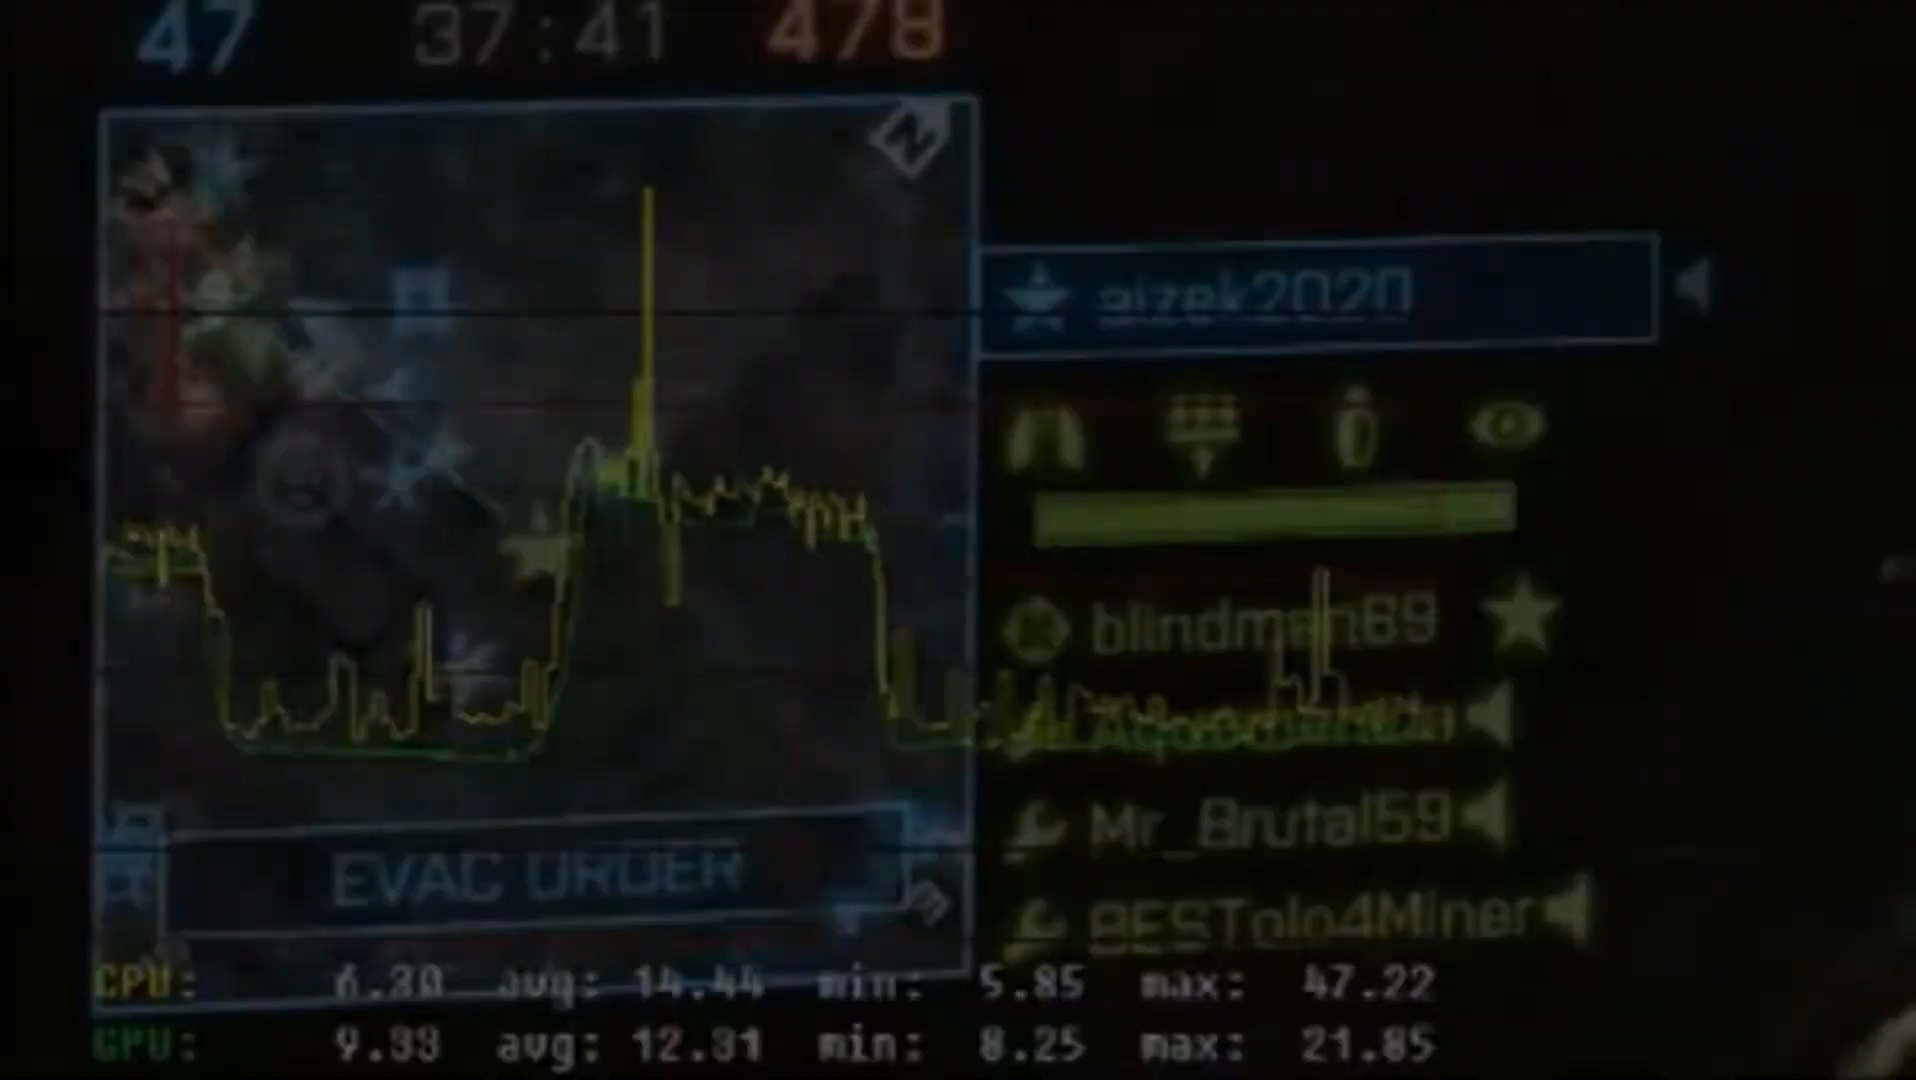 47 37:41 478
N
aizek2020
blindman69
Mr_Brutal59
EVAC ORDER
BESTolo4Miner
CPU: 6.30 avg: 14.44 min: 5.85 max: 47.22
GPU: 9.33 avg: 12.31 min: 8.25 max: 21.85